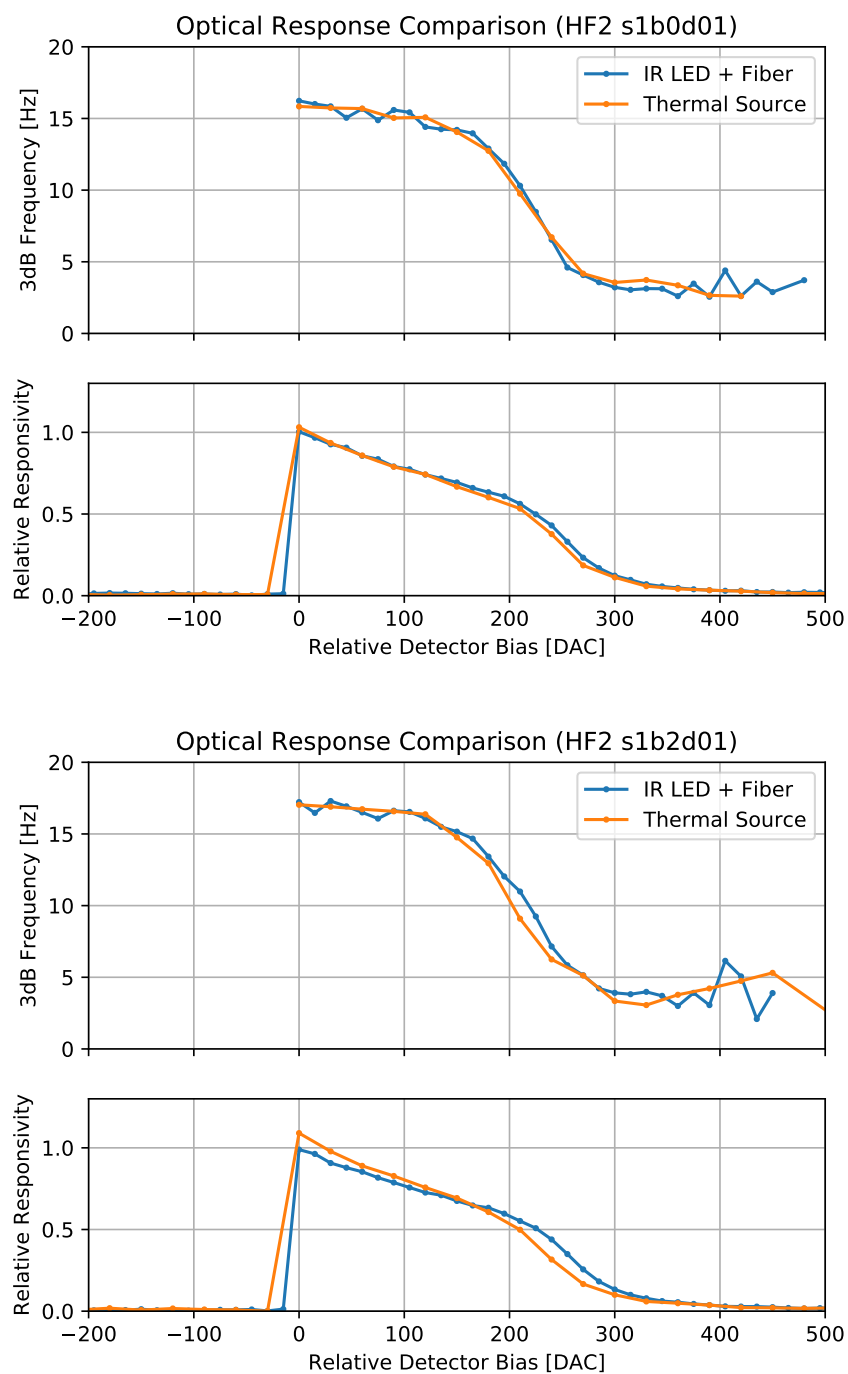 Optical Response Comparison (HF2 s1b0d01)
20
15
10
5
0
3dB Frequency [Hz]
IR LED + Fiber
Thermal Source
1.0
0.5
0.0
Relative Responsivity
−200 −100 0 100 200 300 400 500
Relative Detector Bias [DAC]
Optical Response Comparison (HF2 s1b2d01)
20
15
10
5
0
3dB Frequency [Hz]
IR LED + Fiber
Thermal Source
1.0
0.5
0.0
Relative Responsivity
−200 −100 0 100 200 300 400 500
Relative Detector Bias [DAC]